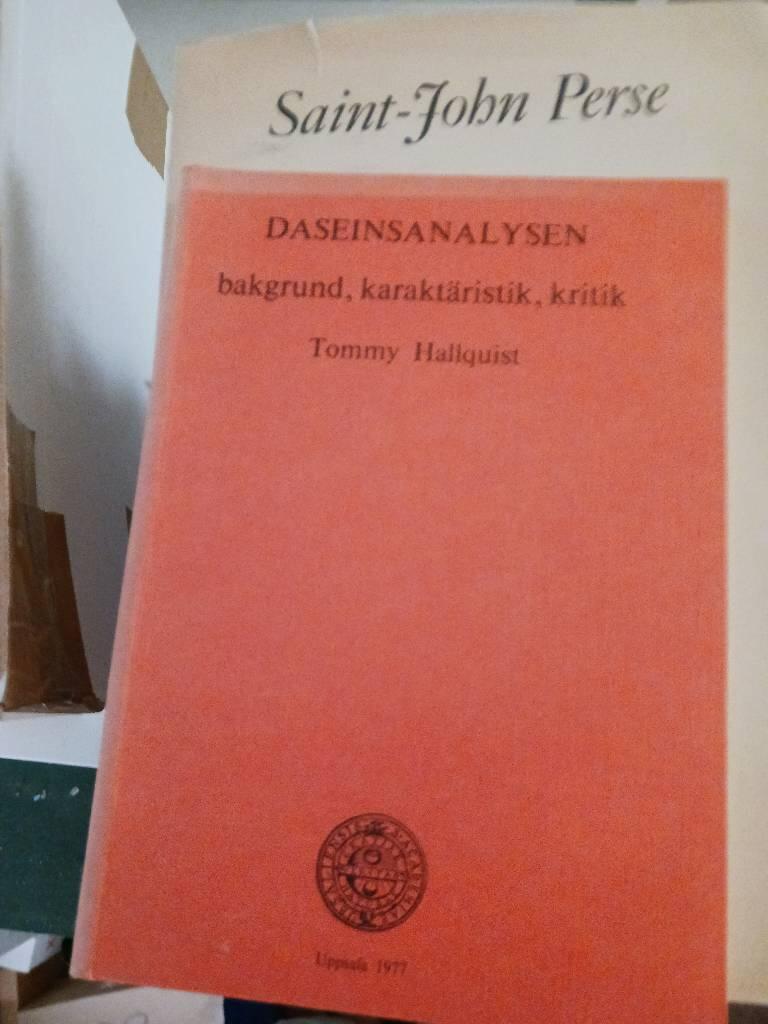 Saint-John Perse
DASEINSANALYSEN
bakgrund, karaktäristik, kritik
Tommy Hallquist
Uppsala 1977